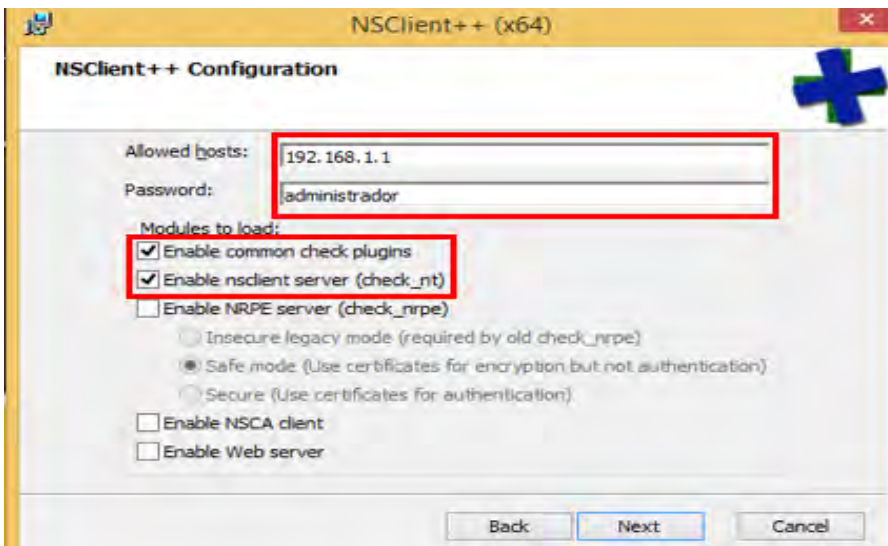 NSClient++ (x64)
NSClient++ Configuration
Allowed hosts: 192.168.1.1
Password: administrador
Modules to load:
Enable common check plugins
Enable nsclient server (check_nt)
Enable NRPE server (check_nrpe)
Insecure legacy mode (required by old check_nrpe)
Safe mode (Use certificates for encryption but not authentication)
Secure (Use certificates for authentication)
Enable NSCA client
Enable Web server
Back Next Cancel